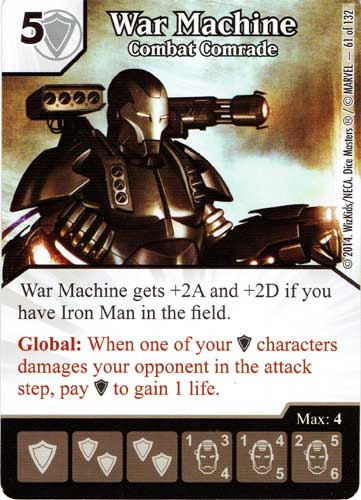 5
War Machine
Combat Comrade
© 2014. WizKids/NECA. Dice Masters ® / © MARVEL — 61 of 132
War Machine gets +2A and +2D if you
have Iron Man in the field.
Global: When one of your characters
damages your opponent in the attack
step, pay to gain 1 life.
Max: 4
1 3
4
1 5
4
2 5
6